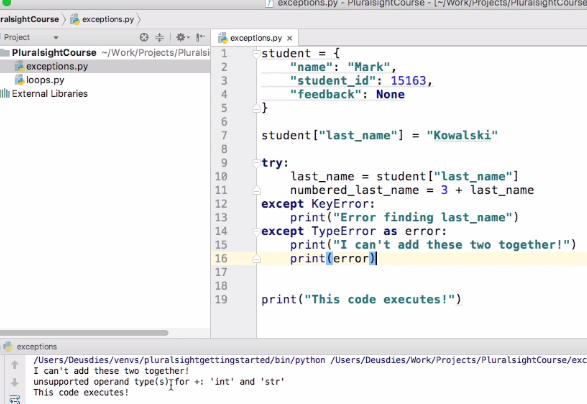 exceptions.py - PluralsightCourse - [~/Work/Projects/Pluralsigh
uralsightCourse
exceptions.py
Project
exceptions.py
PluralsightCourse ~/Work/Projects/Pluralsi
exceptions.py
loops.py
External Libraries
1 student = {
2 "name": "Mark",
3 "student_id": 15163,
4 "feedback": None
5 }
6
7 student["last_name"] = "Kowalski"
8
9 try:
10 last_name = student["last_name"]
11 numbered_last_name = 3 + last_name
12 except KeyError:
13 print("Error finding last_name")
14 except TypeError as error:
15 print("I can't add these two together!")
16 print(error)
17
18
19 print("This code executes!")
exceptions
/Users/Deusdies/venvs/pluralsightgettingstarted/bin/python /Users/Deusdies/Work/Projects/PluralsightCourse/exc
I can't add these two together!
unsupported operand type(s) for +: 'int' and 'str'
This code executes!